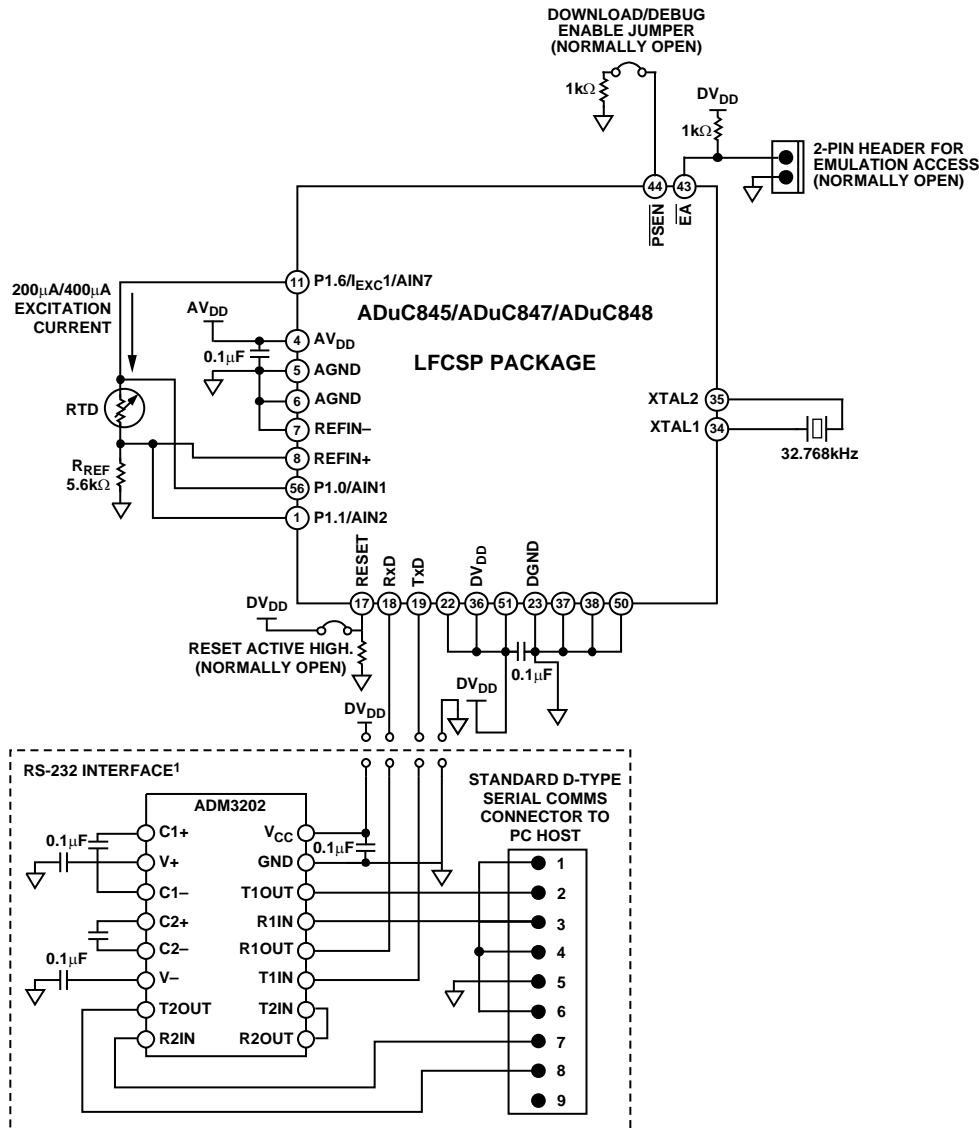 DOWNLOAD/DEBUG
ENABLE JUMPER
(NORMALLY OPEN)
1kΩ
DVDD
1kΩ
2-PIN HEADER FOR
EMULATION ACCESS
(NORMALLY OPEN)
44
43
PSEN
EA
200μA/400μA
EXCITATION
CURRENT
11
P1.6/IEXC1/AIN7
ADuC845/ADuC847/ADuC848
LFCSP PACKAGE
AVDD
4
AVDD
0.1μF
5
AGND
6
AGND
7
REFIN–
8
REFIN+
56
P1.0/AIN1
1
P1.1/AIN2
RTD
RREF
5.6kΩ
XTAL2
35
XTAL1
34
32.768kHz
RESET
RxD
TxD
DVDD
DGND
17
18
19
22
36
51
23
37
38
50
DVDD
RESET ACTIVE HIGH.
(NORMALLY OPEN)
DVDD
0.1μF
DVDD
RS-232 INTERFACE1
STANDARD D-TYPE
SERIAL COMMS
CONNECTOR TO
PC HOST
ADM3202
0.1μF
C1+
V+
C1–
C2+
C2–
0.1μF
V–
T2OUT
R2IN
VCC
0.1μF
GND
T1OUT
R1IN
R1OUT
T1IN
T2IN
R2OUT
1
2
3
4
5
6
7
8
9